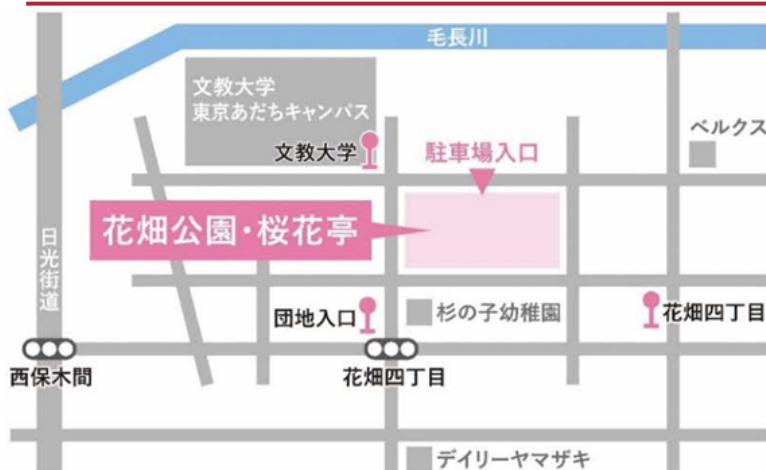 毛長川
文教大学
東京あだちキャンパス
ベルクス
文教大学
駐車場入口
花畑公園・桜花亭
日光街道
団地入口
杉の子幼稚園
花畑四丁目
西保木間
花畑四丁目
デイリーヤマザキ